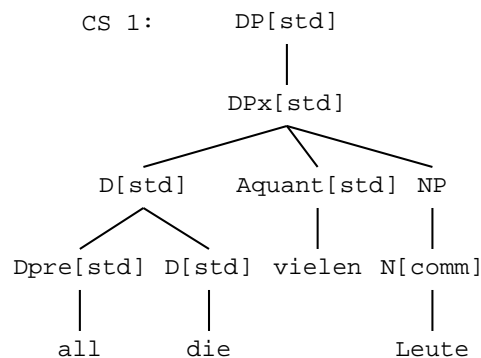 CS 1: DP[std]
DPx[std]
D[std] Aquant[std] NP
Dpre[std] D[std] vielen N[comm]
all die Leute